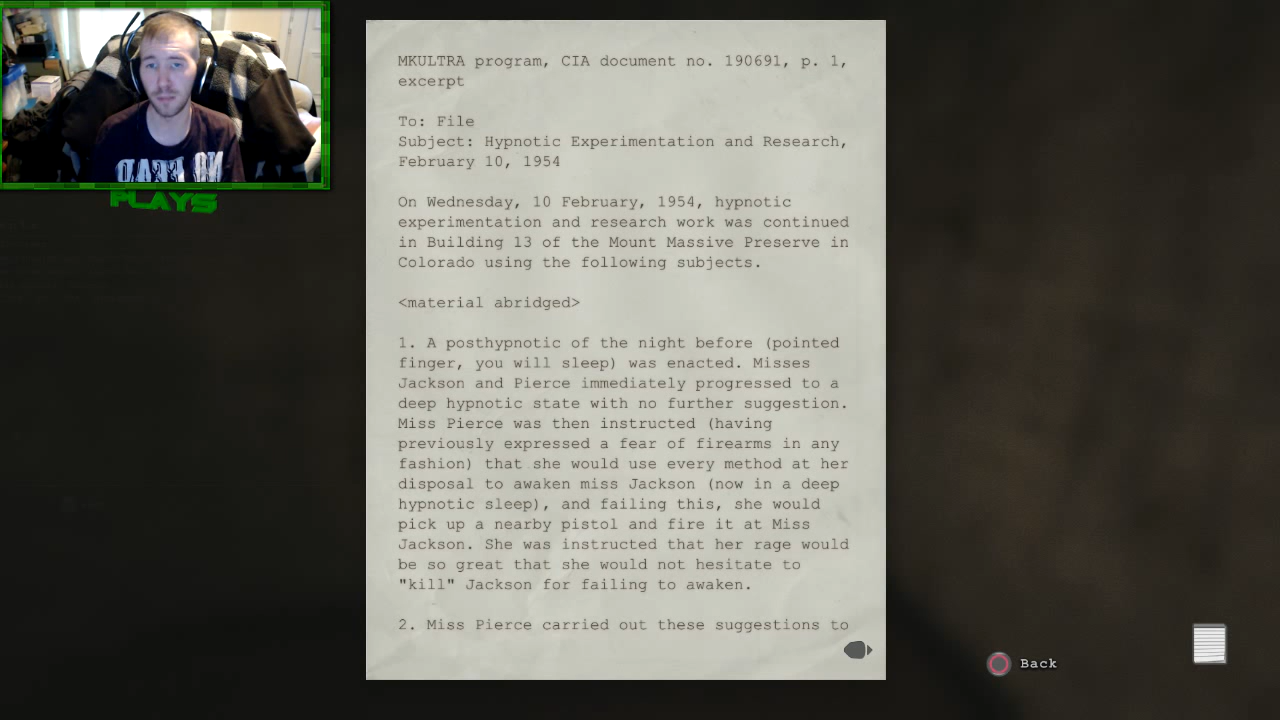 PLAYS
MKULTRA program, CIA document no. 190691, p. 1,
excerpt
To: File
Subject: Hypnotic Experimentation and Research,
February 10, 1954
On Wednesday, 10 February, 1954, hypnotic
experimentation and research work was continued
in Building 13 of the Mount Massive Preserve in
Colorado using the following subjects.
<material abridged>
1. A posthypnotic of the night before (pointed
finger, you will sleep) was enacted. Misses
Jackson and Pierce immediately progressed to a
deep hypnotic state with no further suggestion.
Miss Pierce was then instructed (having
previously expressed a fear of firearms in any
fashion) that she would use every method at her
disposal to awaken miss Jackson (now in a deep
hypnotic sleep), and failing this, she would
pick up a nearby pistol and fire it at Miss
Jackson. She was instructed that her rage would
be so great that she would not hesitate to
"kill" Jackson for failing to awaken.
2. Miss Pierce carried out these suggestions to
Back